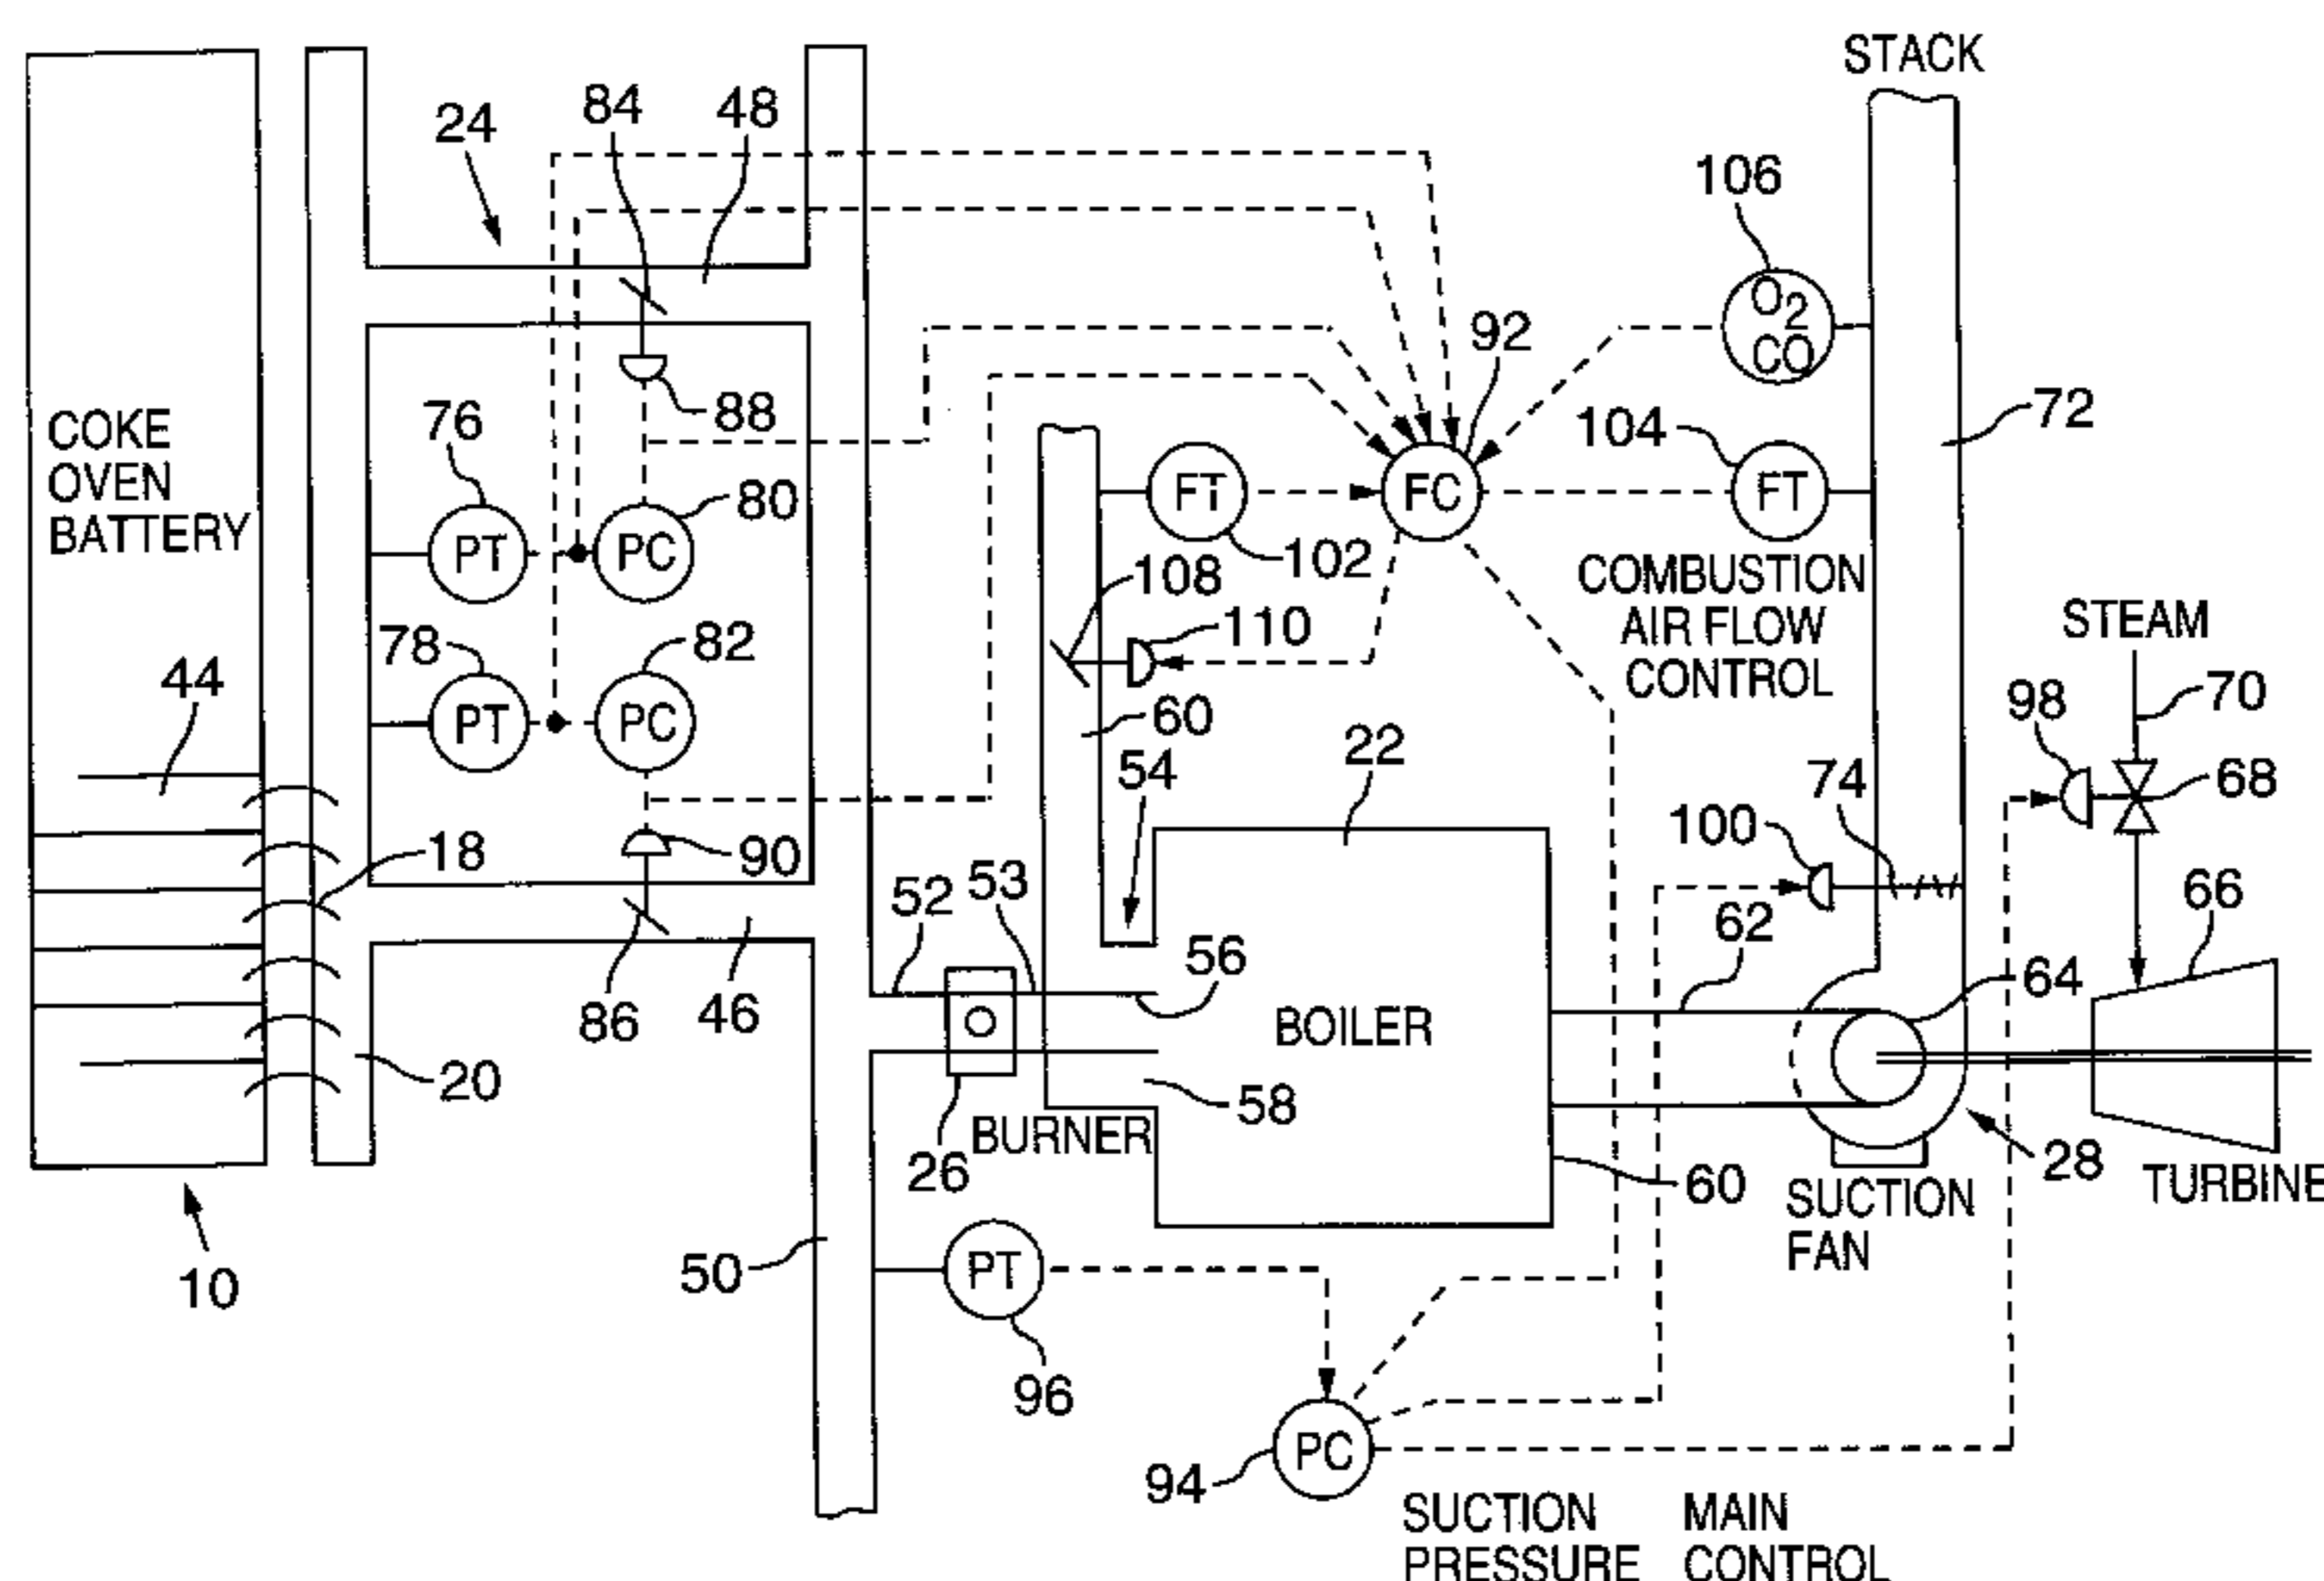 STACK
84
48
24
106
O2
CO
92
88
76
72
104
COKE
OVEN
BATTERY
80
FT
FC
FT
PT
PC
102
108
COMBUSTION
AIR FLOW
CONTROL
110
STEAM
78
82
44
98
70
PT
PC
60
22
54
74
68
18
90
52
53
100
62
66
56
64
86
46
BOILER
20
58
BURNER
26
60
28
SUCTION
FAN
TURBINE
10
50
PT
96
94
PC
SUCTION
PRESSURE
MAIN
CONTROL